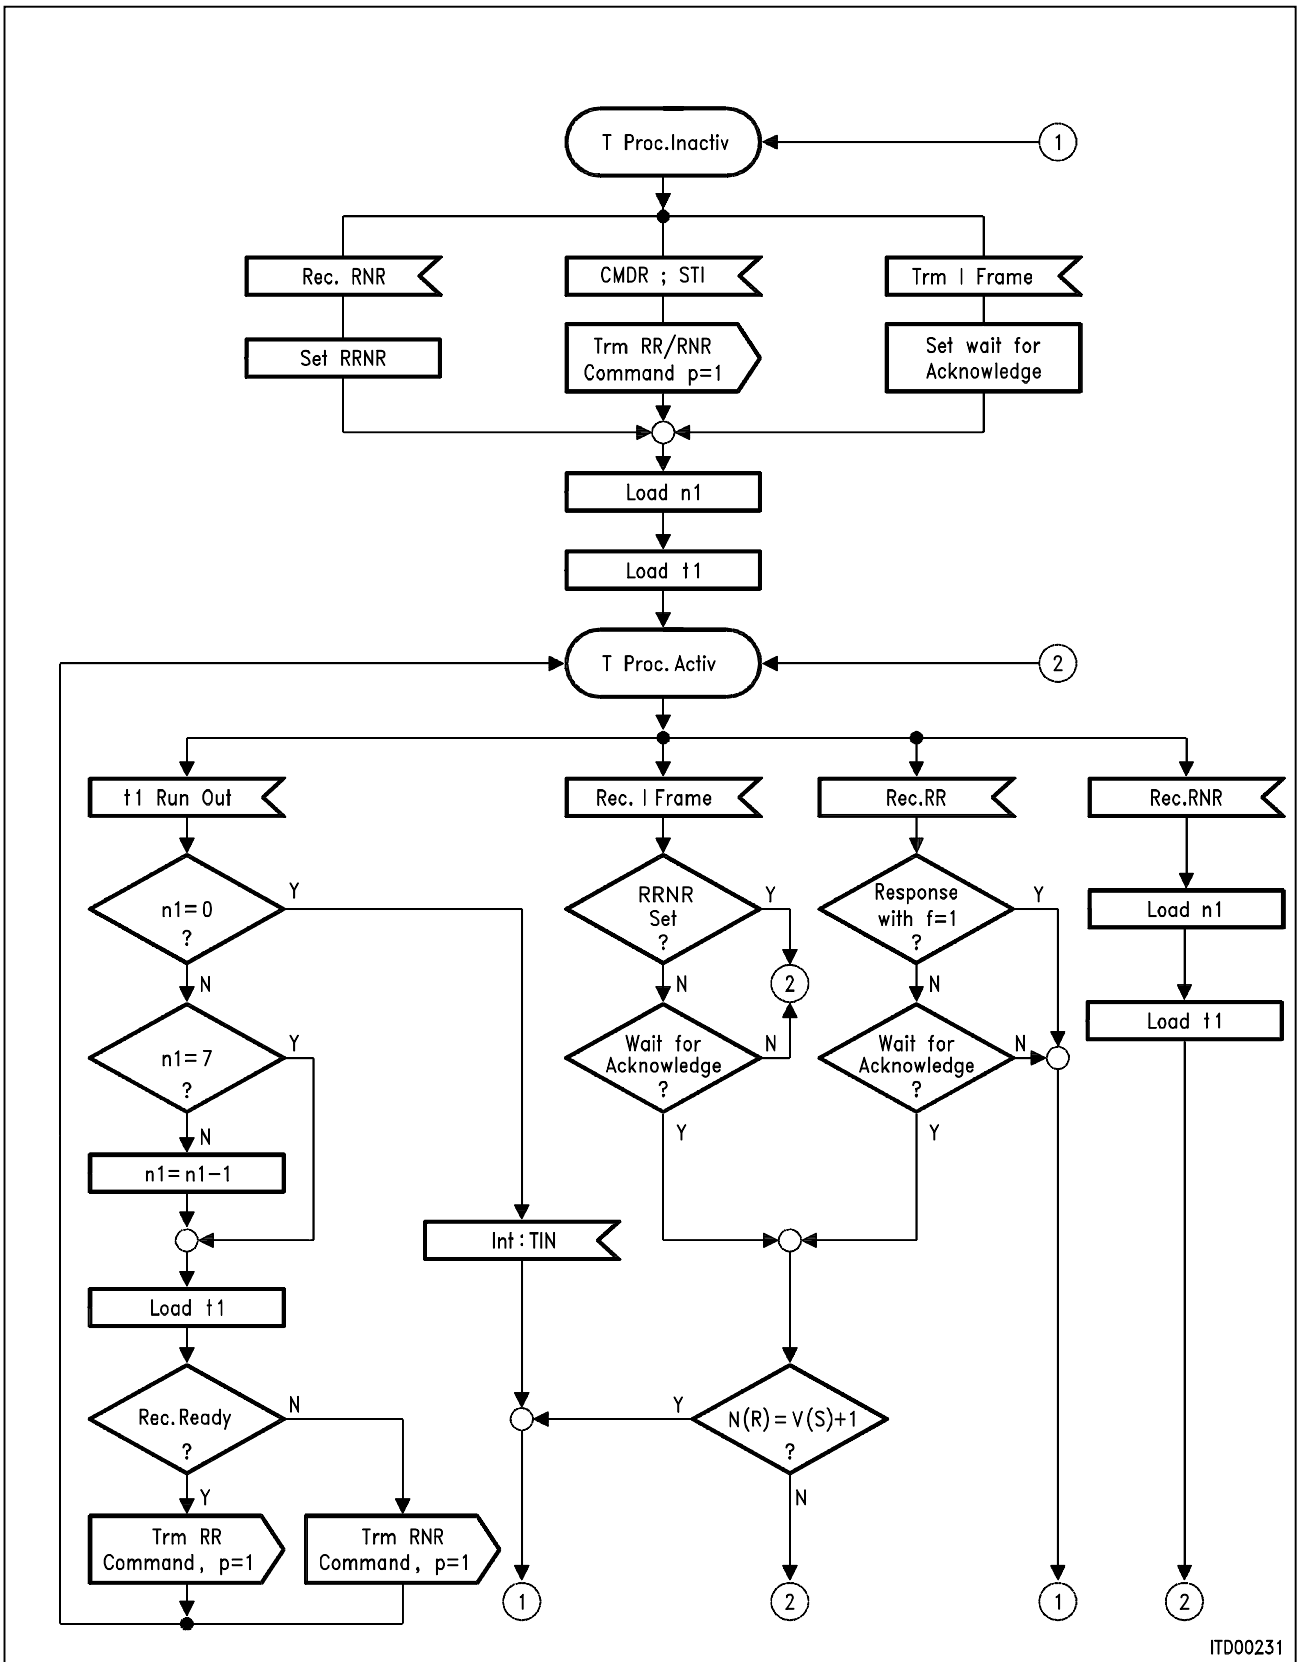 T Proc.Inactiv
1
Rec. RNR
CMDR ; STI
Trm I Frame
Set RRNR
Trm RR/RNR
Command p=1
Set wait for
Acknowledge
Load n1
Load t1
T Proc.Activ
2
t1 Run Out
Rec. I Frame
Rec.RR
Rec.RNR
n1=0
?
Y
N
RRNR
Set
?
Y
N
2
Response
with f=1
?
Y
N
Load n1
n1=7
?
Y
N
Wait for
Acknowledge
?
N
Y
Wait for
Acknowledge
?
N
Y
Load t1
n1=n1-1
Int:TIN
Load t1
Rec.Ready
?
N
Y
N(R)=V(S)+1
?
Y
N
Trm RR
Command, p=1
Trm RNR
Command, p=1
1
2
1
2
ITD00231